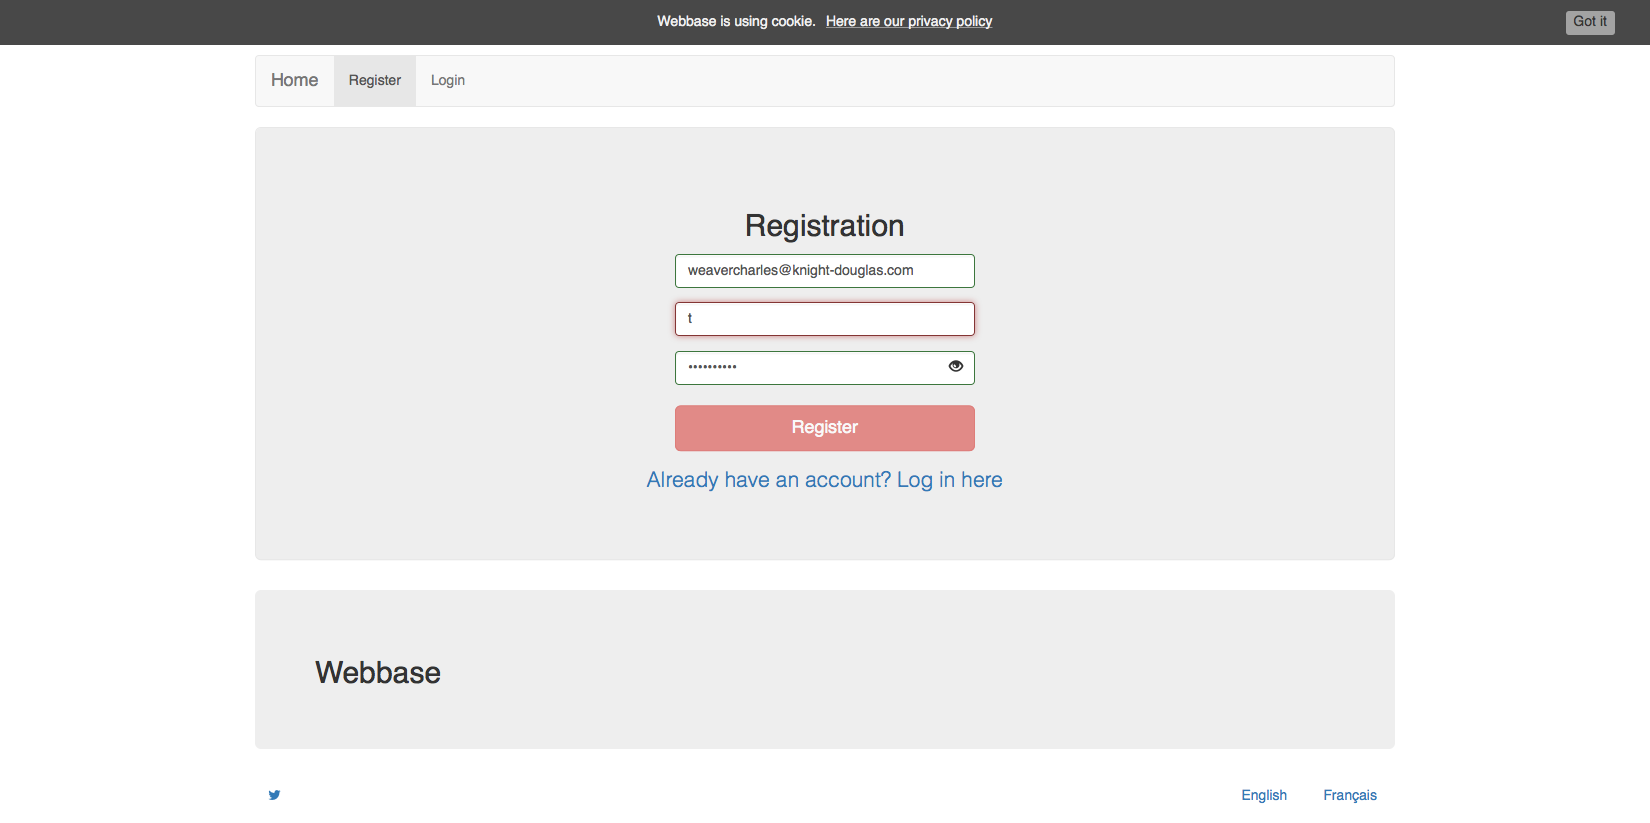 Webbase is using cookie. Here are our privacy policy
Got it
Home Register Login
Registration
weavercharles@knight-douglas.com
t
••••••••••
Register
Already have an account? Log in here
Webbase
English Français